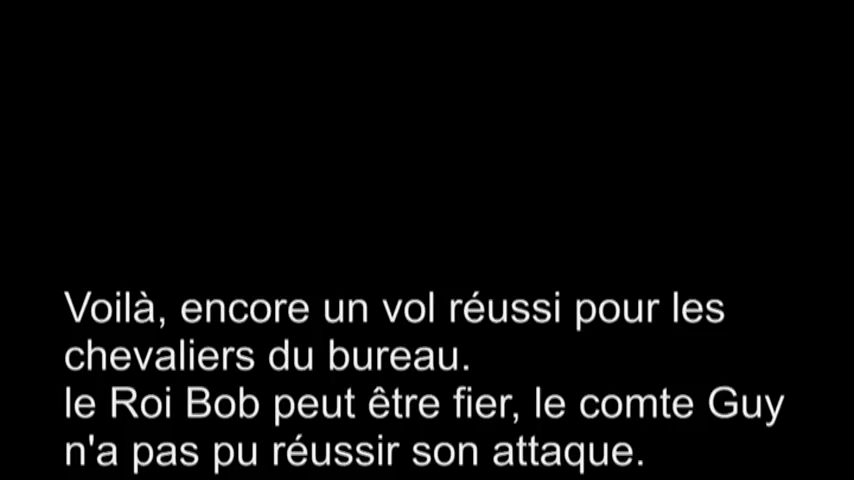 Voilà, encore un vol réussi pour les
chevaliers du bureau.
le Roi Bob peut être fier, le comte Guy
n'a pas pu réussir son attaque.